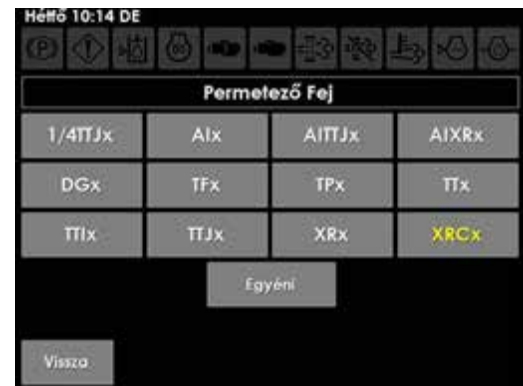 Hétfő 10:14 DE
Permetező Fej
1/4TTJx AIx AITTJx AIXRx
DGx TFx TPx TTx
TTIx TTJx XRx XRCx
Egyéni
Vissza